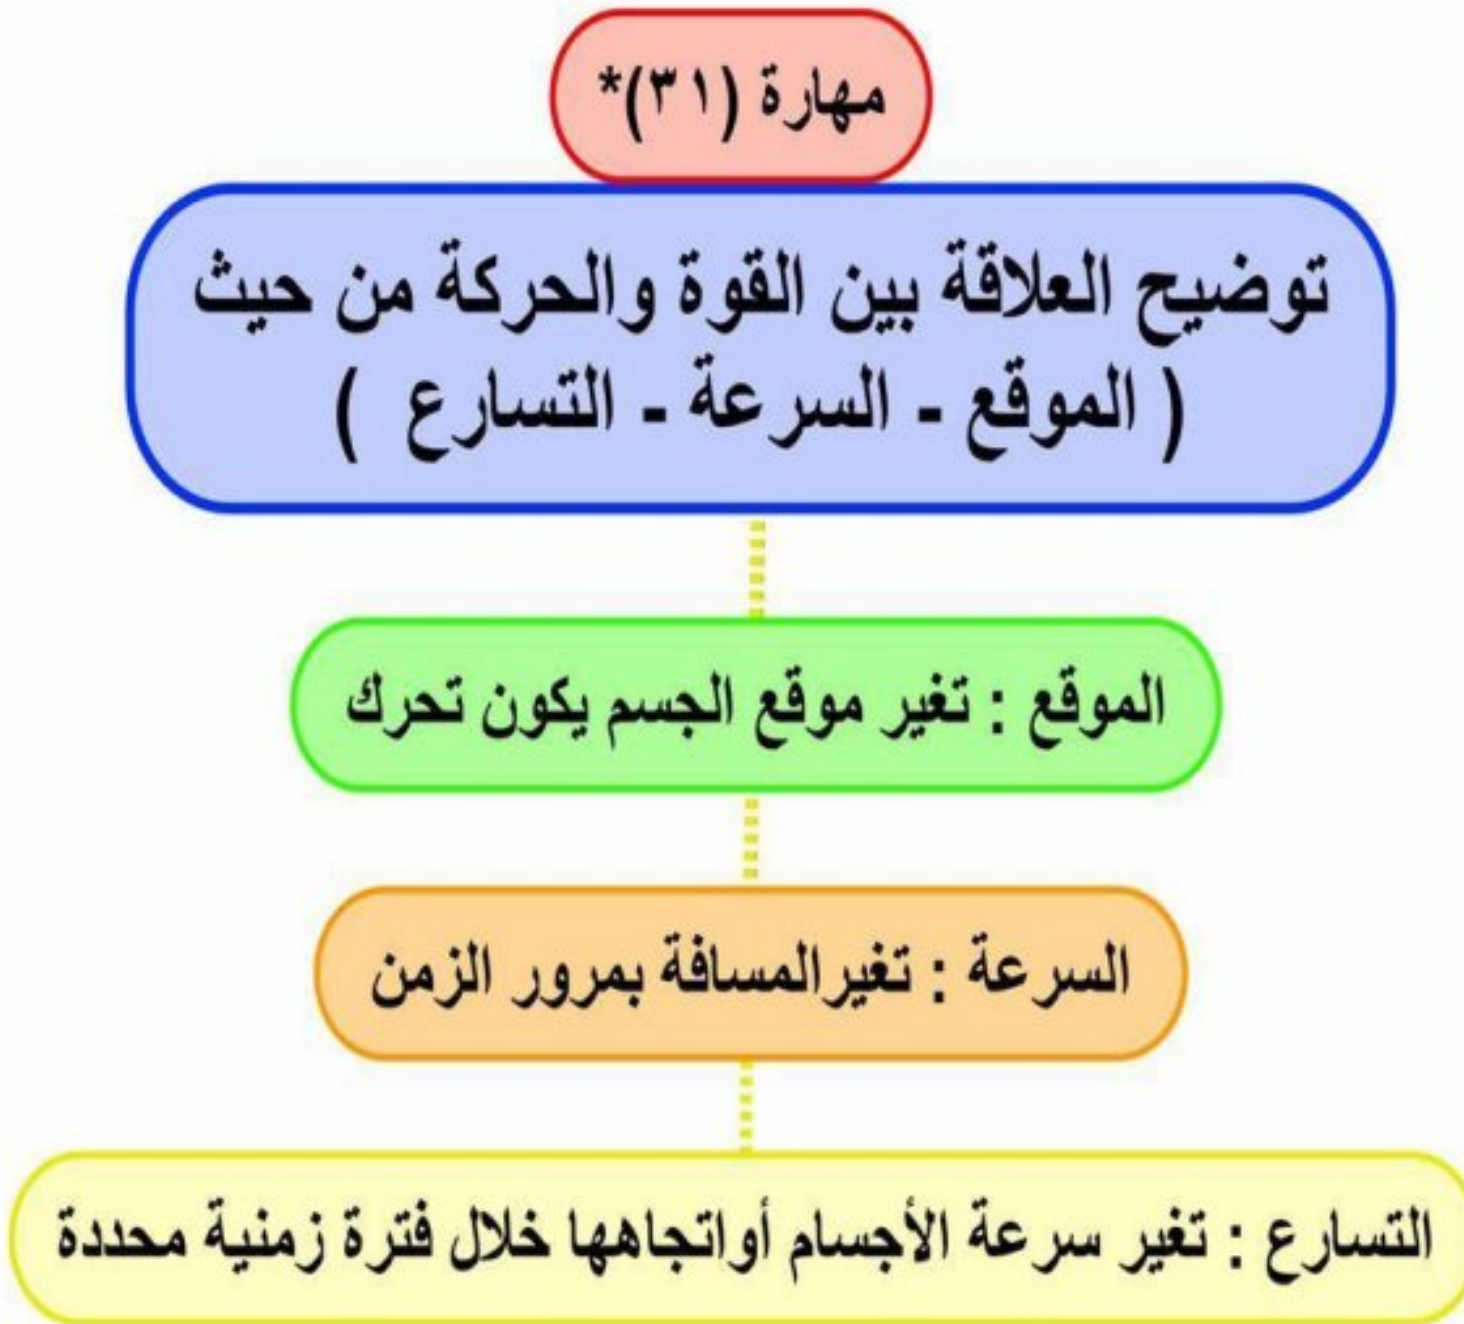 مهارة (٣١)*
توضيح العلاقة بين القوة والحركة من حيث
( الموقع - السرعة - التسارع )
الموقع : تغير موقع الجسم يكون تحرك
السرعة : تغيرالمسافة بمرور الزمن
التسارع : تغير سرعة الأجسام أواتجاهها خلال فترة زمنية محددة